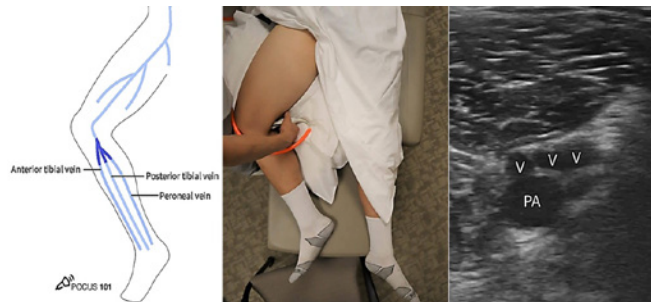 Anterior tibial vein
Posterior tibial vein
Peroneal vein
POCUS 101
V V V
PA